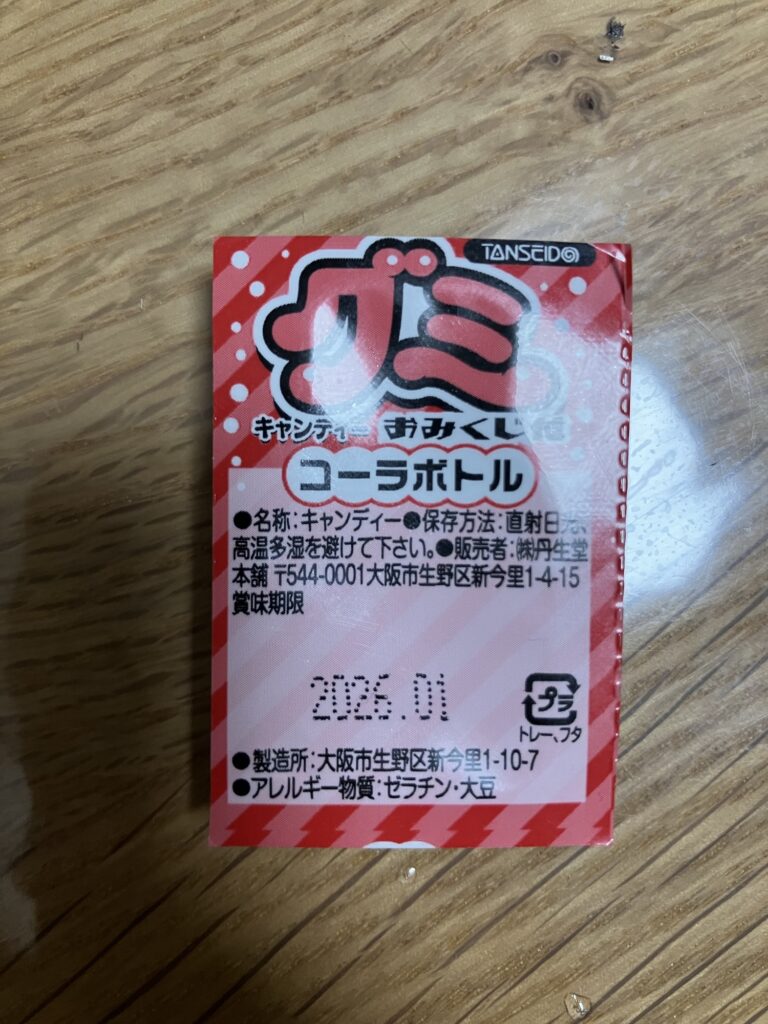 TANSEIDO
グミ
キャンディー おみくじ付
コーラボトル
●名称:キャンディー●保存方法:直射日光、
高温多湿を避けて下さい。●販売者:㈱丹生堂
本舗 〒544-0001大阪市生野区新今里1-4-15
賞味期限
2026.01
プラ
トレー、フタ
●製造所:大阪市生野区新今里1-10-7
●アレルギー物質:ゼラチン・大豆